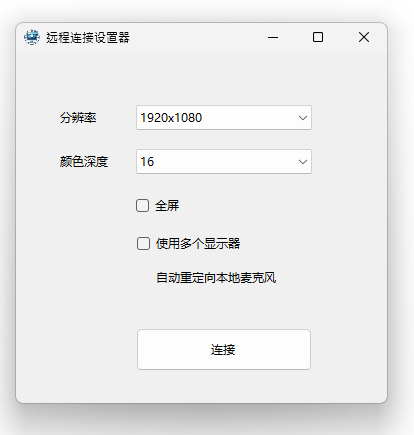 远程连接设置器
分辨率 1920x1080
颜色深度 16
全屏
使用多个显示器
自动重定向本地麦克风
连接